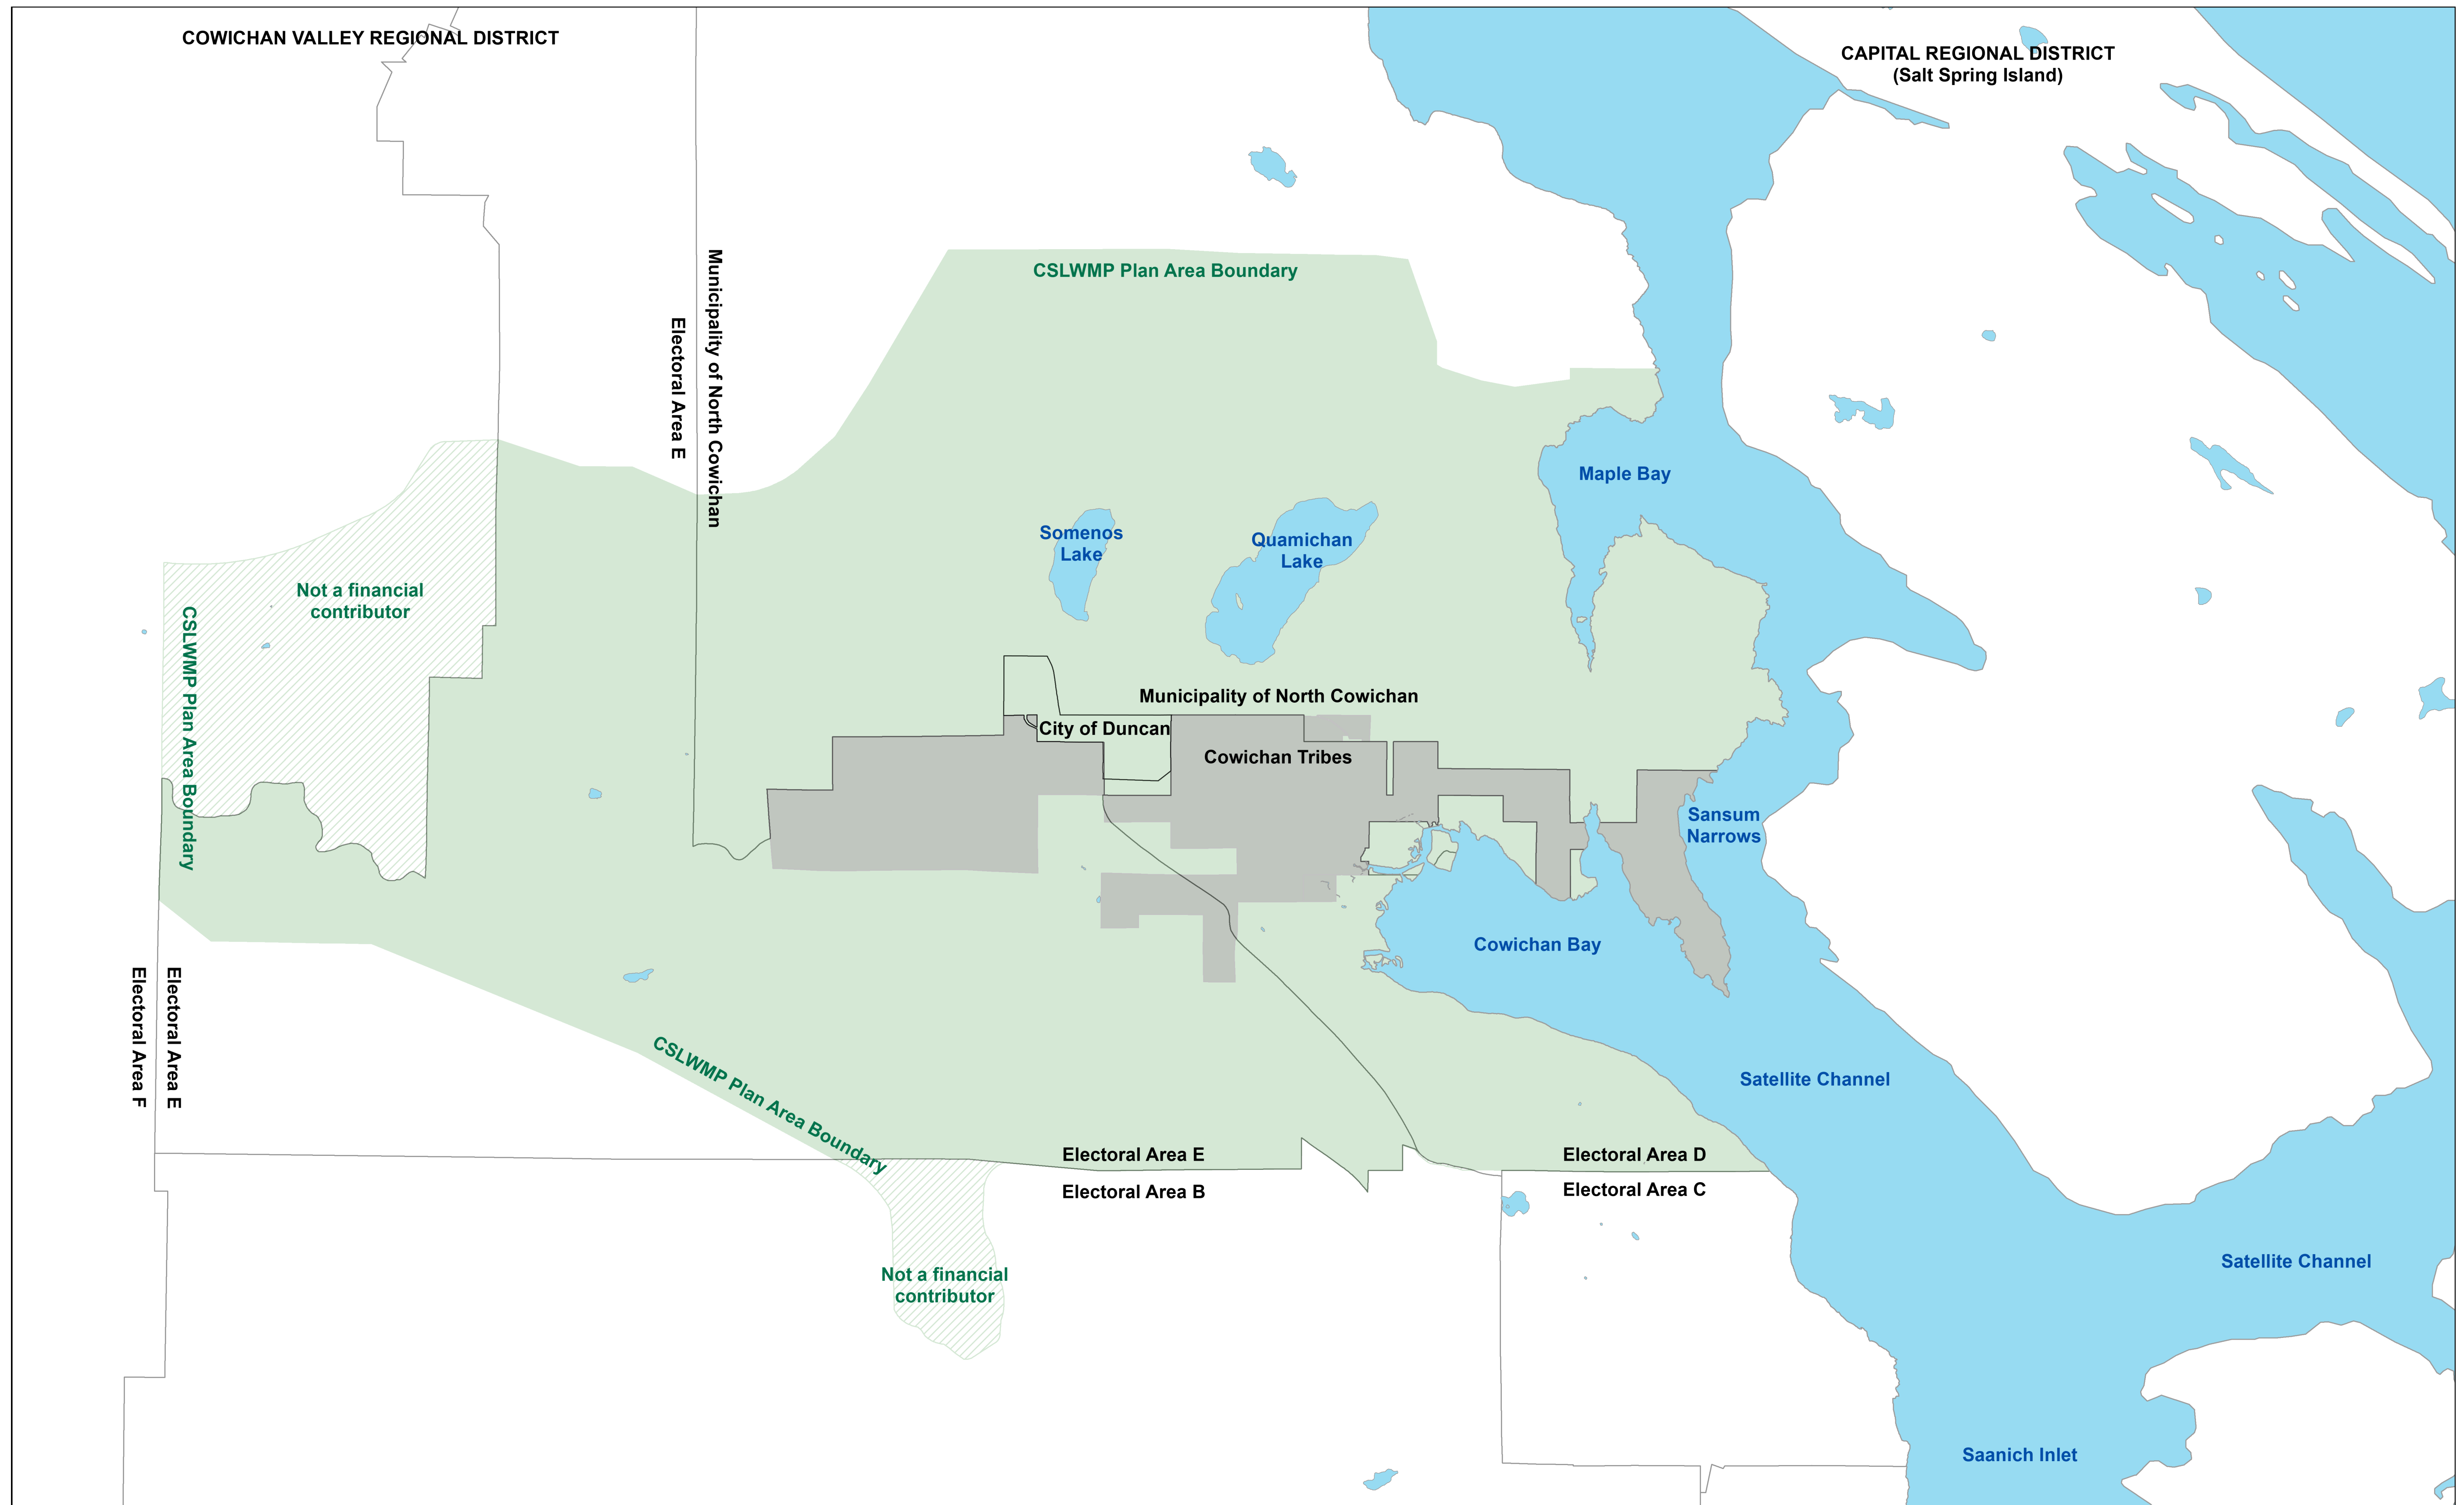 COWICHAN VALLEY REGIONAL DISTRICT
CAPITAL REGIONAL DISTRICT
(Salt Spring Island)
CSLWMP Plan Area Boundary
Municipality of North Cowichan
Electoral Area E
Maple Bay
Somenos
Lake
Quamichan
Lake
Not a financial
contributor
CSLWMP Plan Area Boundary
Municipality of North Cowichan
City of Duncan
Cowichan Tribes
Sansum
Narrows
Cowichan Bay
Electoral Area F
Electoral Area E
CSLWMP Plan Area Boundary
Satellite Channel
Electoral Area E
Electoral Area D
Electoral Area B
Electoral Area C
Not a financial
contributor
Satellite Channel
Saanich Inlet